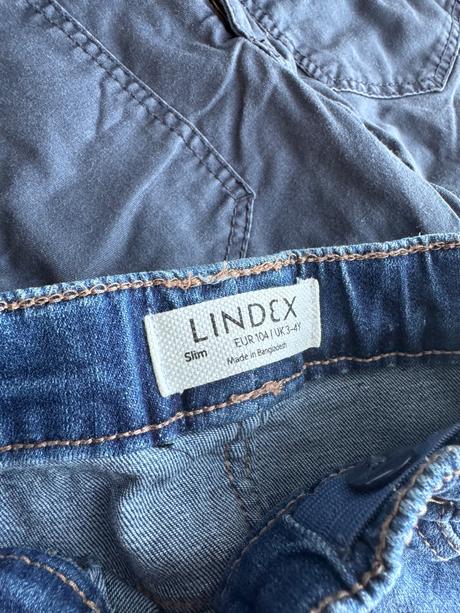 LINDEX
Slim EUR 104 / UK 3-4Y
Made in Bangladesh